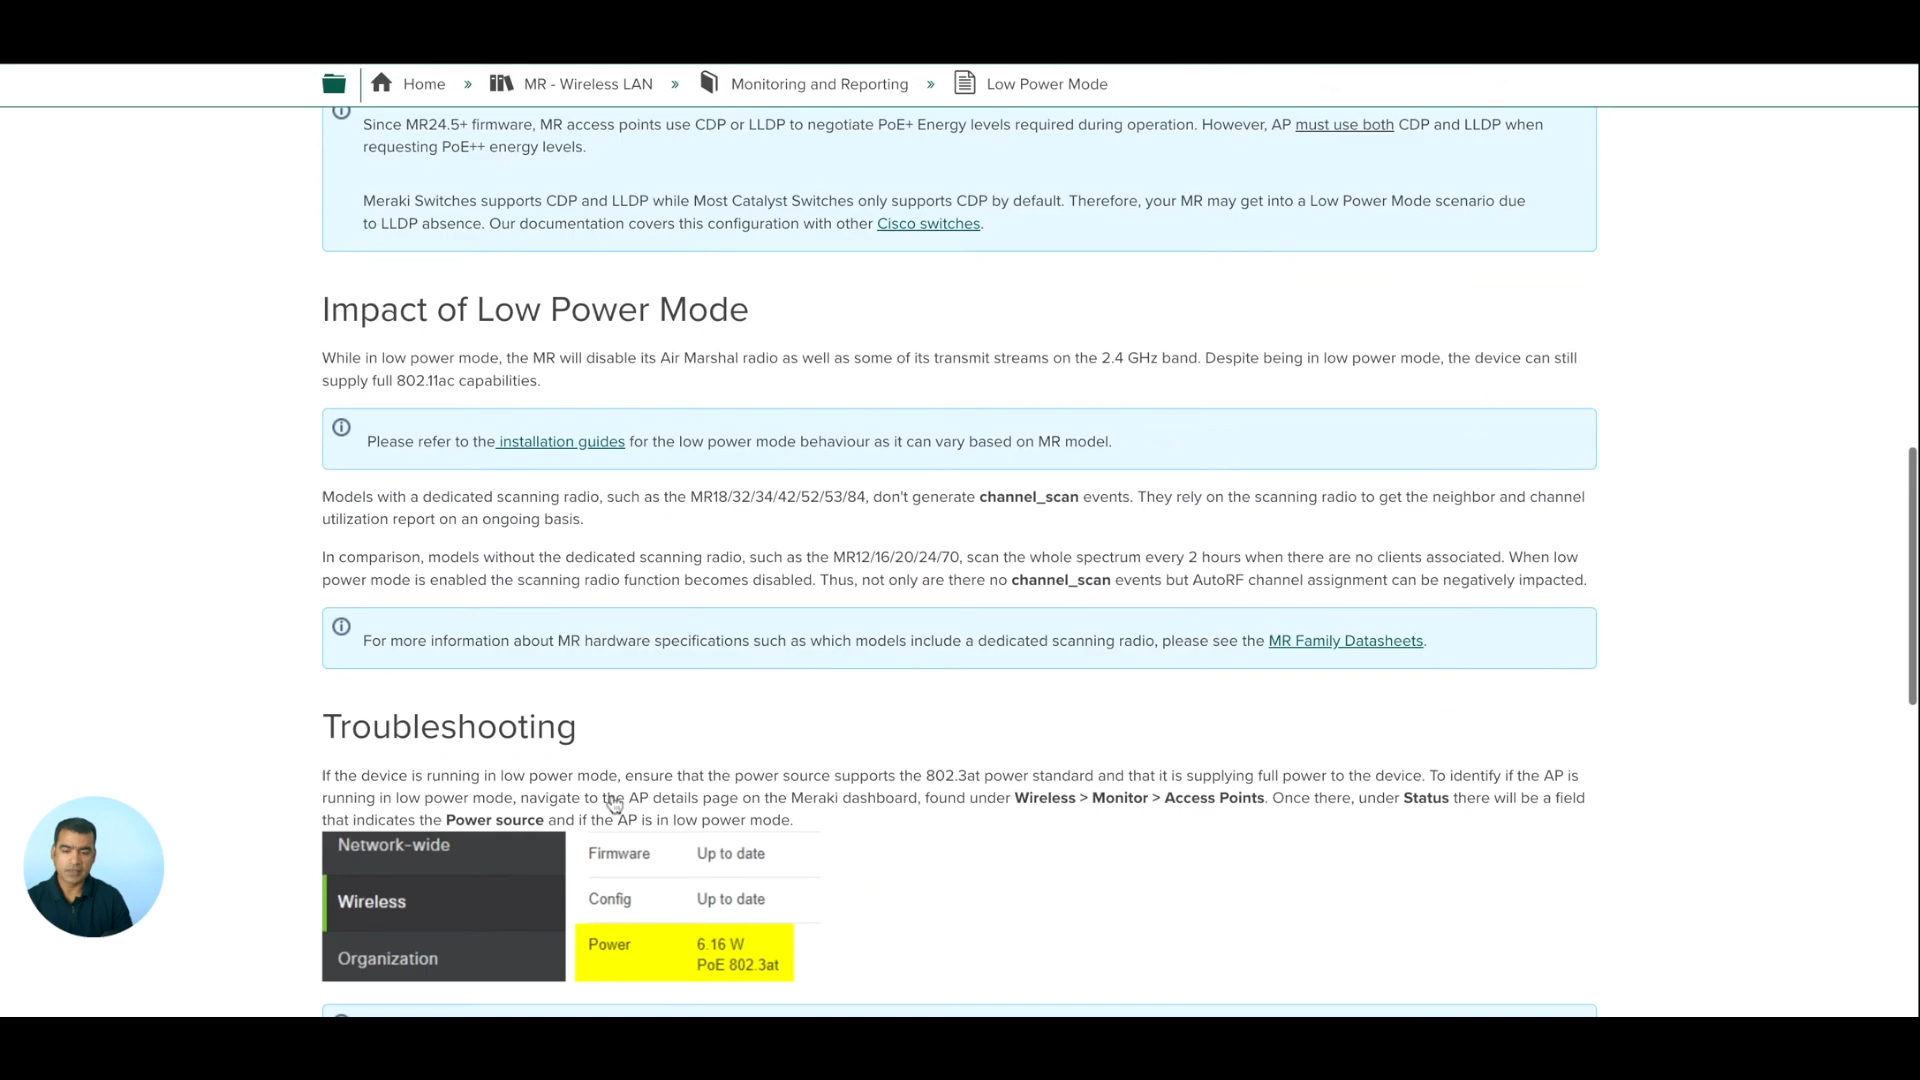 Home » MR - Wireless LAN » Monitoring and Reporting » Low Power Mode
Since MR24.5+ firmware, MR access points use CDP or LLDP to negotiate PoE+ Energy levels required during operation. However, AP must use both CDP and LLDP when
requesting PoE++ energy levels.
Meraki Switches supports CDP and LLDP while Most Catalyst Switches only supports CDP by default. Therefore, your MR may get into a Low Power Mode scenario due
to LLDP absence. Our documentation covers this configuration with other Cisco switches.
Impact of Low Power Mode
While in low power mode, the MR will disable its Air Marshal radio as well as some of its transmit streams on the 2.4 GHz band. Despite being in low power mode, the device can still
supply full 802.11ac capabilities.
Please refer to the installation guides for the low power mode behaviour as it can vary based on MR model.
Models with a dedicated scanning radio, such as the MR18/32/34/42/52/53/84, don't generate channel_scan events. They rely on the scanning radio to get the neighbor and channel
utilization report on an ongoing basis.
In comparison, models without the dedicated scanning radio, such as the MR12/16/20/24/70, scan the whole spectrum every 2 hours when there are no clients associated. When low
power mode is enabled the scanning radio function becomes disabled. Thus, not only are there no channel_scan events but AutoRF channel assignment can be negatively impacted.
For more information about MR hardware specifications such as which models include a dedicated scanning radio, please see the MR Family Datasheets.
Troubleshooting
If the device is running in low power mode, ensure that the power source supports the 802.3at power standard and that it is supplying full power to the device. To identify if the AP is
running in low power mode, navigate to the AP details page on the Meraki dashboard, found under Wireless > Monitor > Access Points. Once there, under Status there will be a field
that indicates the Power source and if the AP is in low power mode.
Network-wide
Wireless
Organization
Firmware Up to date
Config Up to date
Power 6.16 W
PoE 802.3at